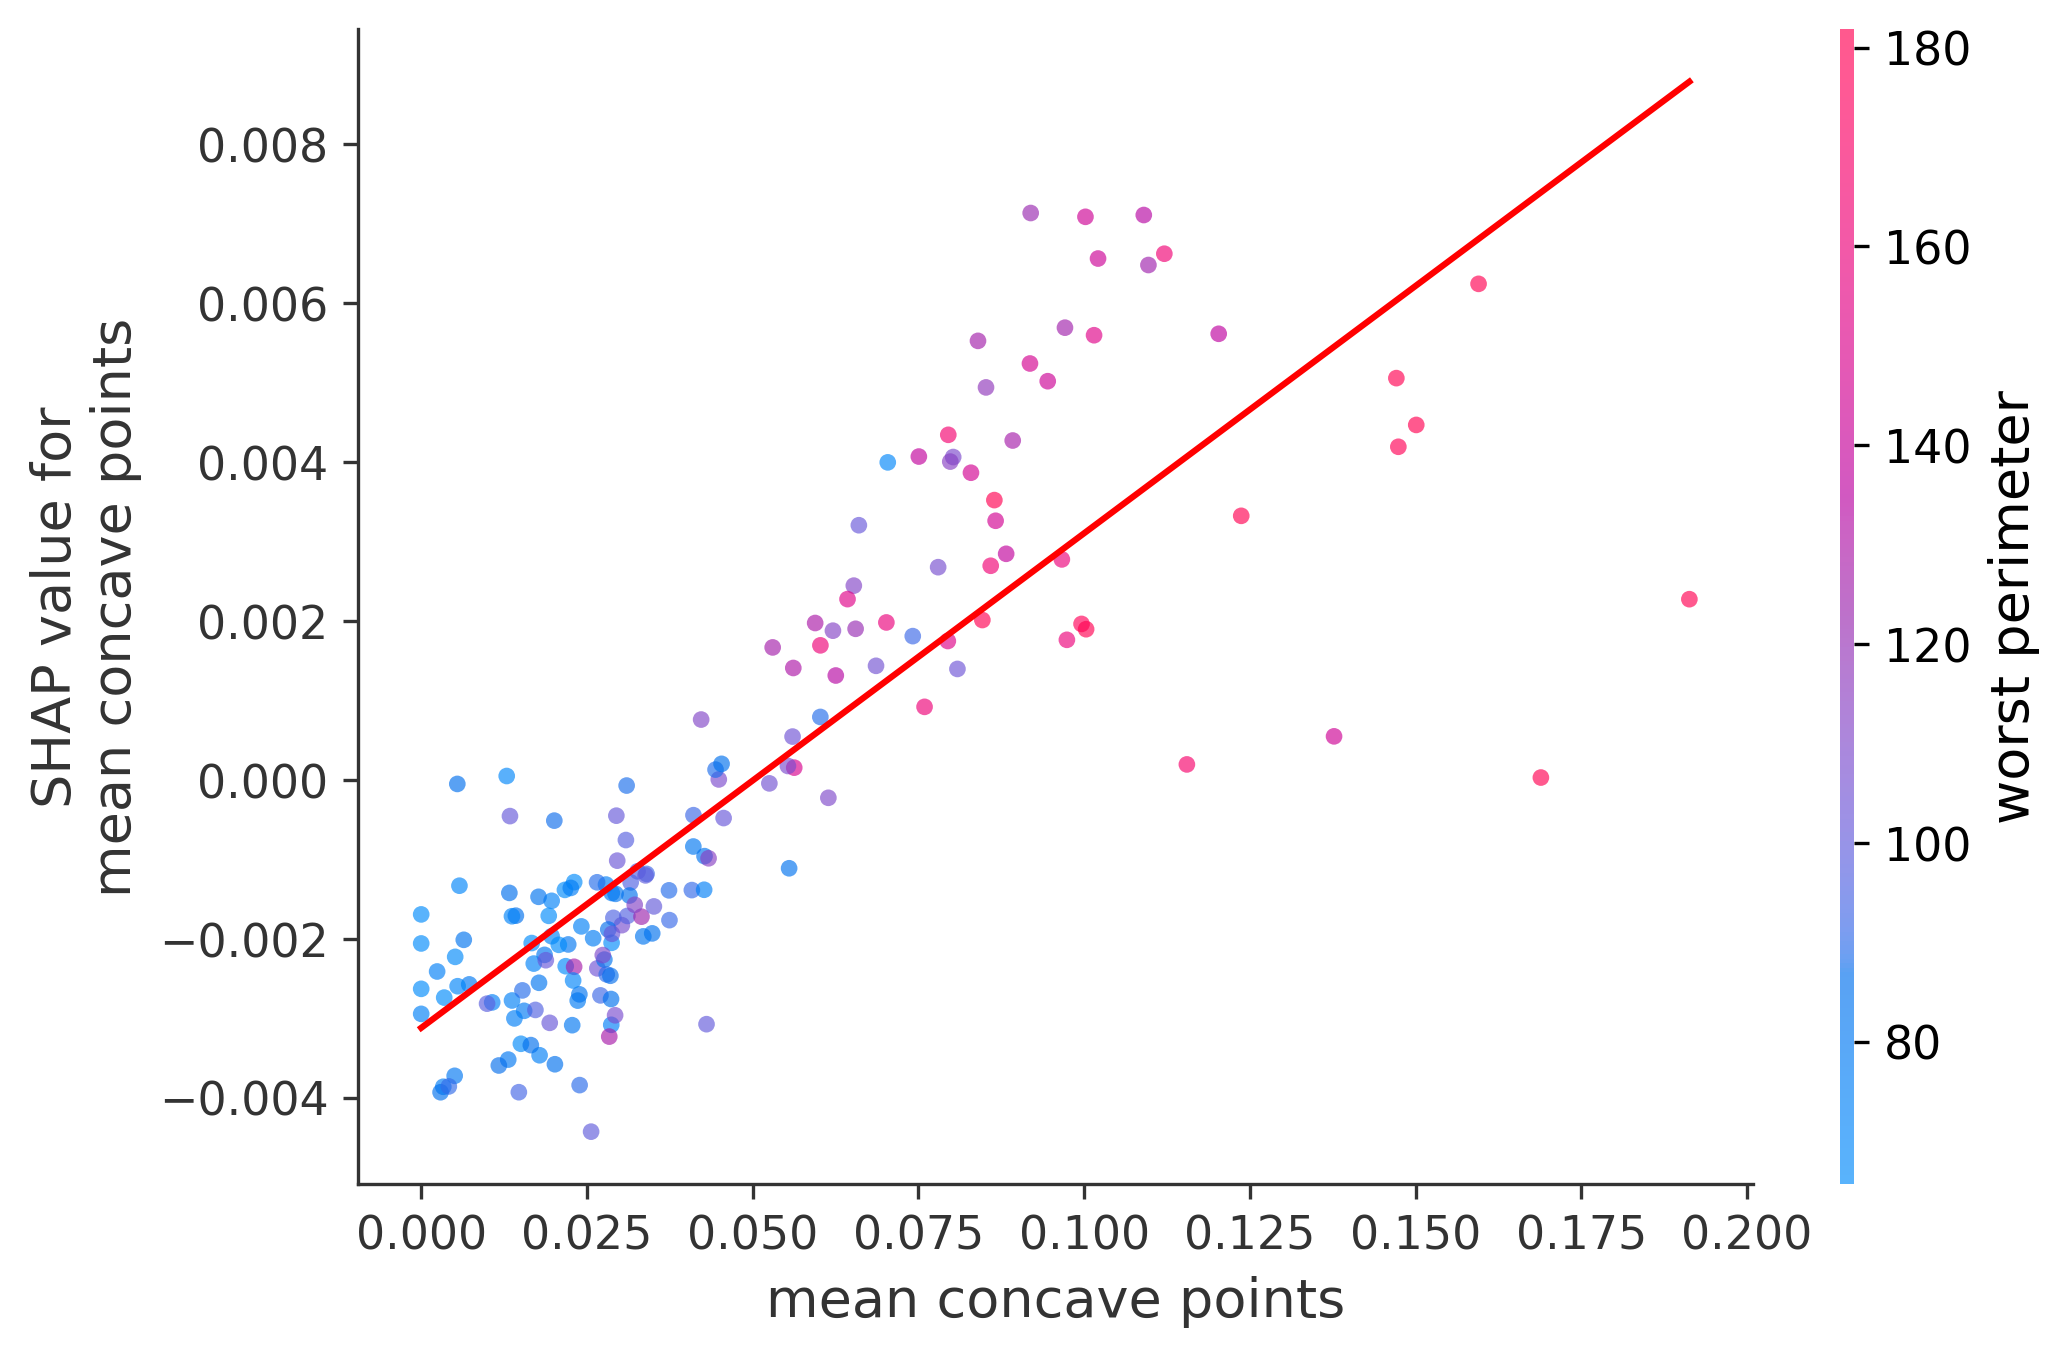 SHAP value for
mean concave points
0.008
0.006
0.004
0.002
0.000
−0.002
−0.004
0.000 0.025 0.050 0.075 0.100 0.125 0.150 0.175 0.200
mean concave points
180
160
140
120
100
80
worst perimeter